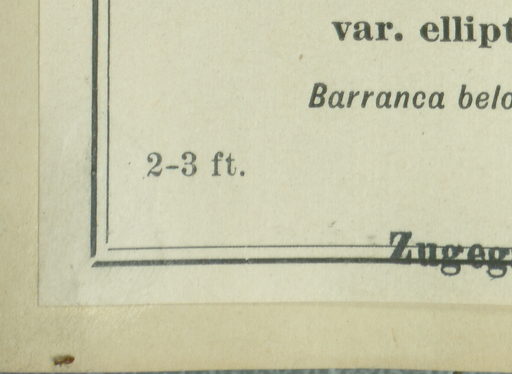 var. ellipt
Barranca belo
2-3 ft.
Zugeg